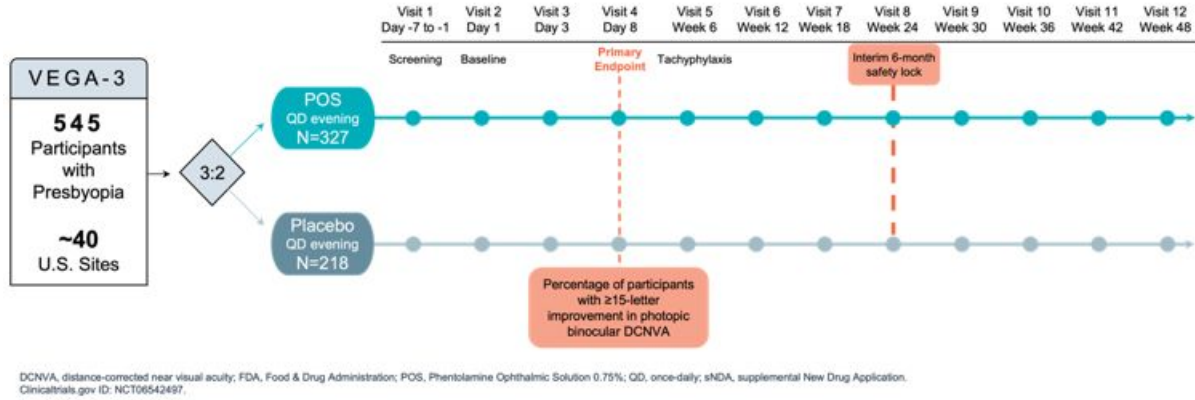 Visit 1 Visit 2 Visit 3 Visit 4 Visit 5 Visit 6 Visit 7 Visit 8 Visit 9 Visit 10 Visit 11 Visit 12
Day -7 to -1 Day 1 Day 3 Day 8 Week 6 Week 12 Week 18 Week 24 Week 30 Week 36 Week 42 Week 48
Screening Baseline Primary Tachyphylaxis Interim 6-month
Endpoint safety lock
VEGA-3
545
Participants
with
Presbyopia
~40
U.S. Sites
3:2
POS
QD evening
N=327
Placebo
QD evening
N=218
Percentage of participants
with ≥15-letter
improvement in photopic
binocular DCNVA
DCNVA, distance-corrected near visual acuity; FDA, Food & Drug Administration; POS, Phentolamine Ophthalmic Solution 0.75%; QD, once-daily; sNDA, supplemental New Drug Application.
Clinicaltrials.gov ID: NCT06542497.